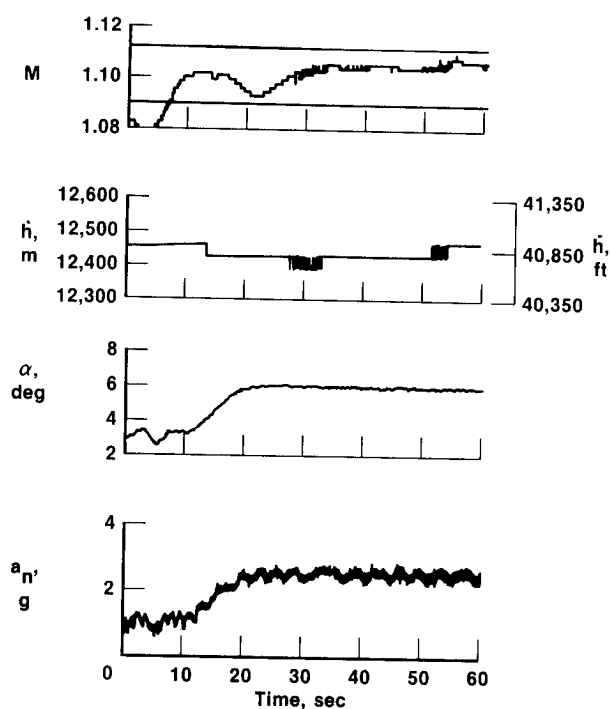 1.12
M
1.10
1.08
12,600
12,500
12,400
12,300
ḣ,
m
41,350
40,850
40,350
ḣ,
ft
8
6
4
2
α,
deg
4
2
an,
g
0 10 20 30 40 50 60
Time, sec